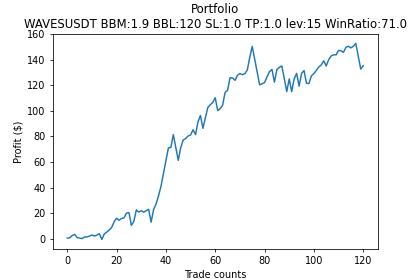 Portfolio
WAVESUSDT BBM:1.9 BBL:120 SL:1.0 TP:1.0 lev:15 WinRatio:71.0
160
140
120
100
80
60
40
20
0
Profit ($)
0 20 40 60 80 100 120
Trade counts